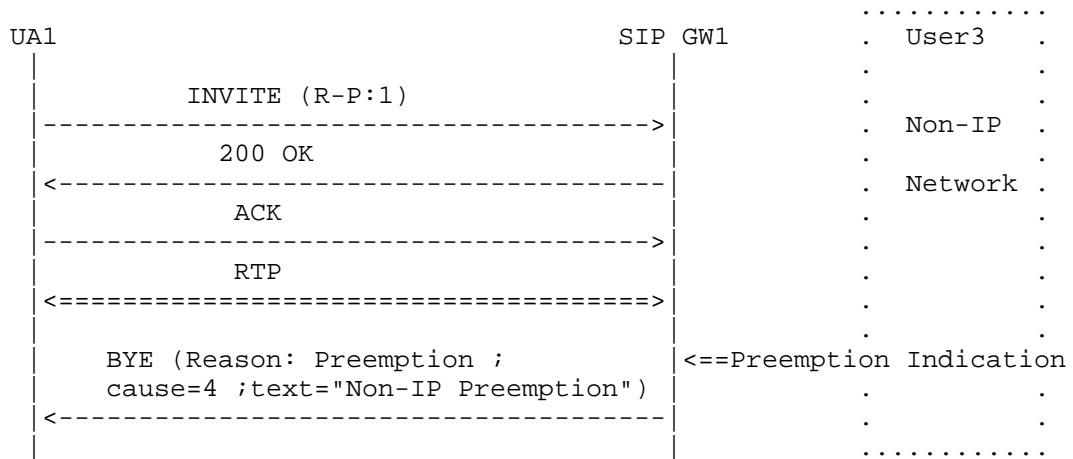 UA1 SIP GW1 User3
INVITE (R-P:1)
Non-IP
200 OK
Network
ACK
RTP
BYE (Reason: Preemption ; <==Preemption Indication
cause=4 ;text="Non-IP Preemption")